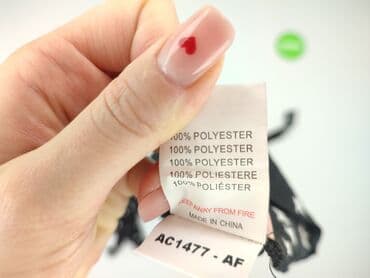 100% POLYESTER
100% POLYESTER
100% POLYESTER
100% POLIESTERE
100% POLIÉSTER
KEEP AWAY FROM FIRE
MADE IN CHINA
AC1477 - AF